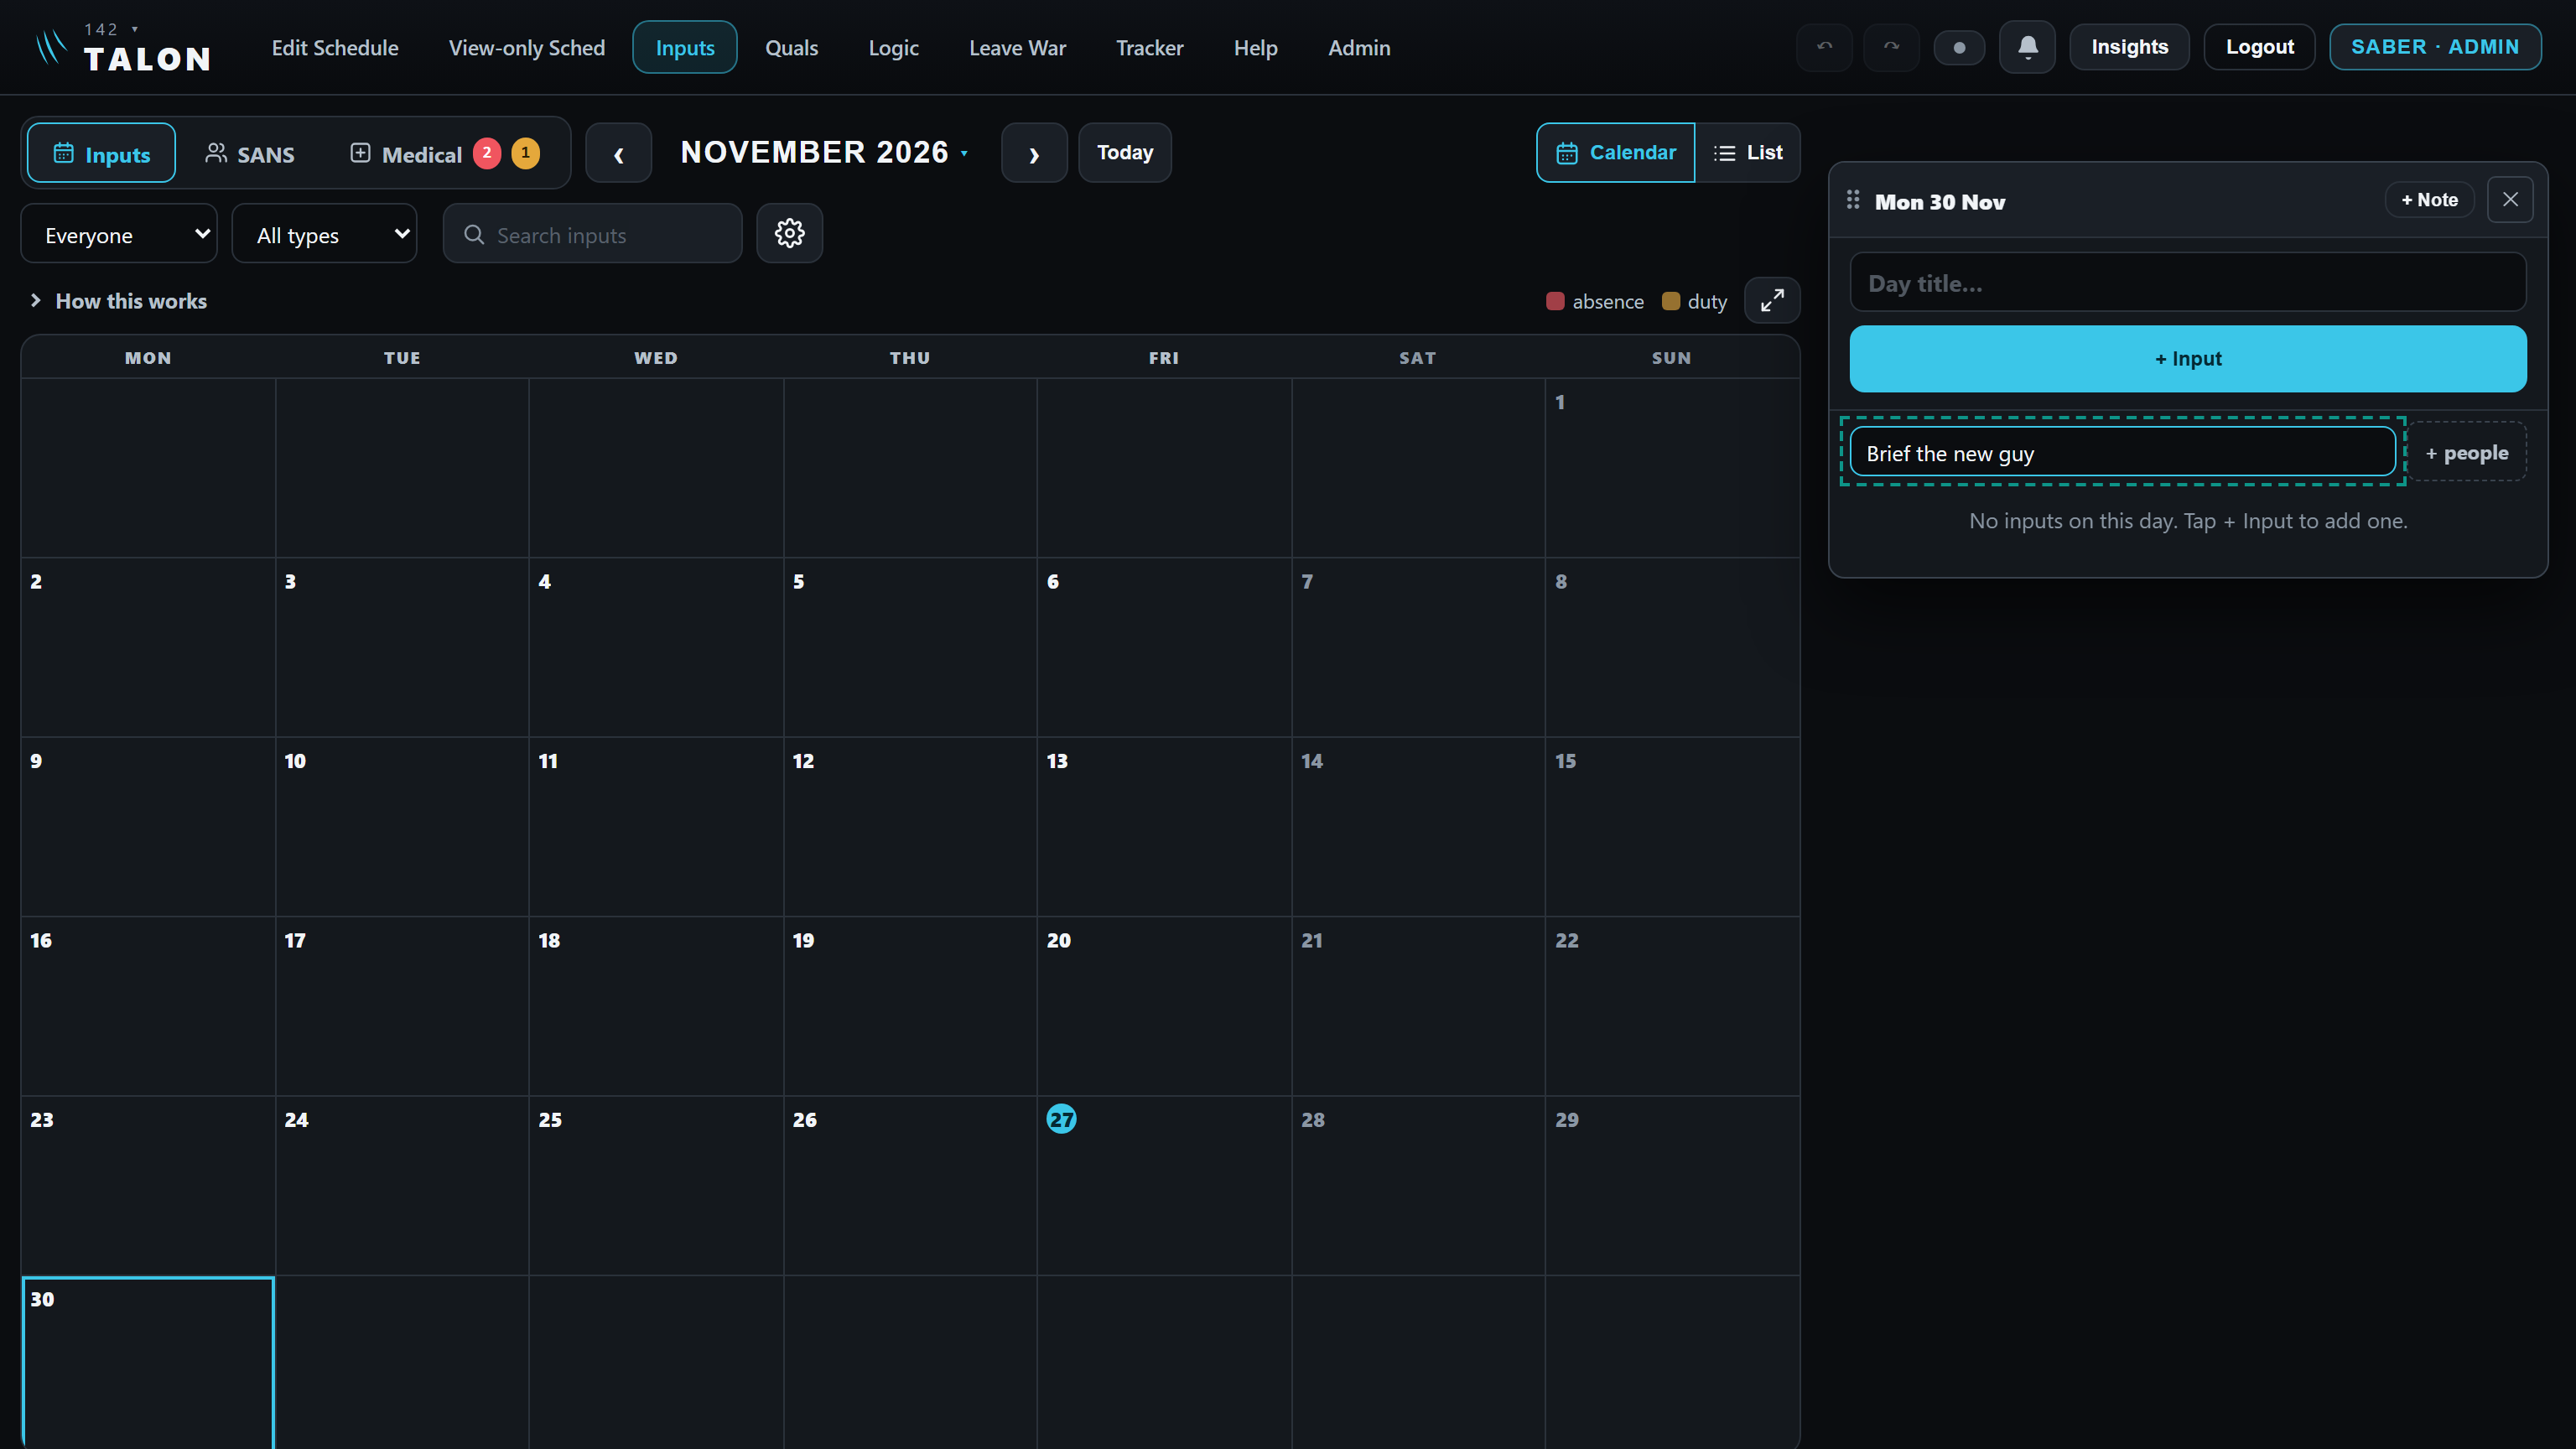 142 ▾
TALON
Edit Schedule
View-only Sched
Inputs
Quals
Logic
Leave War
Tracker
Help
Admin
Insights
Logout
SABER · ADMIN
Inputs
SANS
Medical 2 1
‹
NOVEMBER 2026 ▾
›
Today
Calendar
List
Everyone
All types
Search inputs
How this works
absence
duty
MON TUE WED THU FRI SAT SUN
1
2 3 4 5 6 7 8
9 10 11 12 13 14 15
16 17 18 19 20 21 22
23 24 25 26 27 28 29
30
Mon 30 Nov
+ Note
Day title...
+ Input
Brief the new guy
+ people
No inputs on this day. Tap + Input to add one.